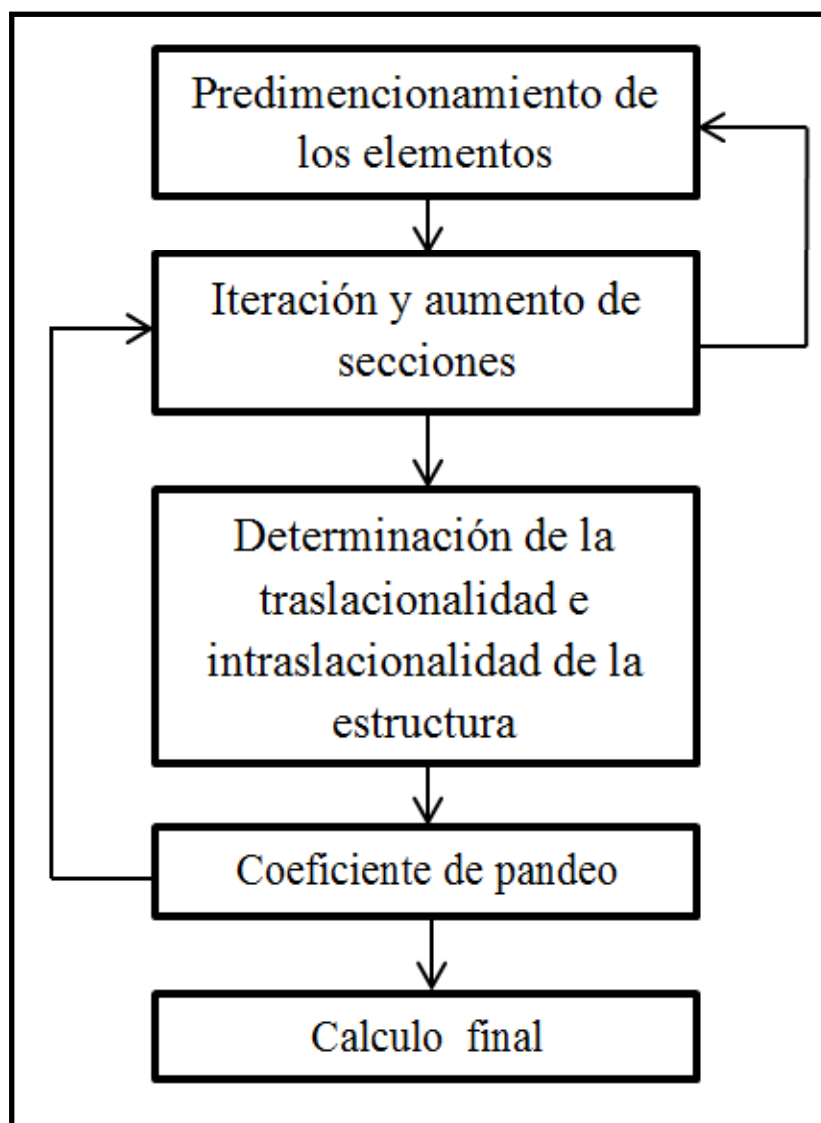 Predimencionamiento de
los elementos
Iteración y aumento de
secciones
Determinación de la
traslacionalidad e
intraslacionalidad de la
estructura
Coeficiente de pandeo
Calculo final